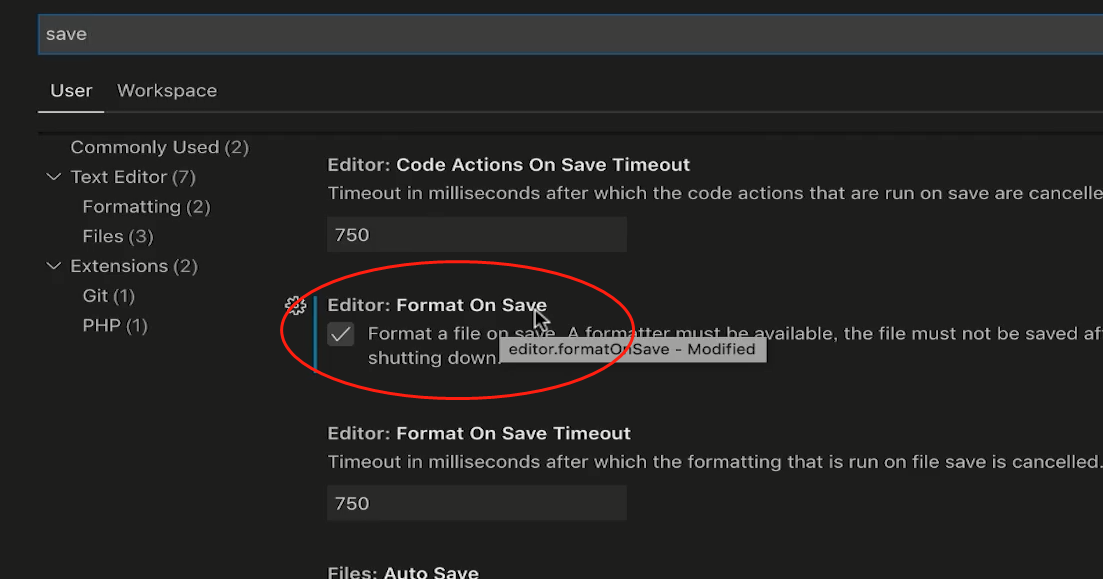 save
User Workspace
Commonly Used (2)
Text Editor (7)
Formatting (2)
Files (3)
Extensions (2)
Git (1)
PHP (1)
Editor: Code Actions On Save Timeout
Timeout in milliseconds after which the code actions that are run on save are
750
Editor: Format On Save
Format a file on save. A formatter must be available, the file must not be saved
shutting down.
editor.formatOnSave - Modified
Editor: Format On Save Timeout
Timeout in milliseconds after which the formatting that is run on file save is cancelled.
750
Files: Auto Save